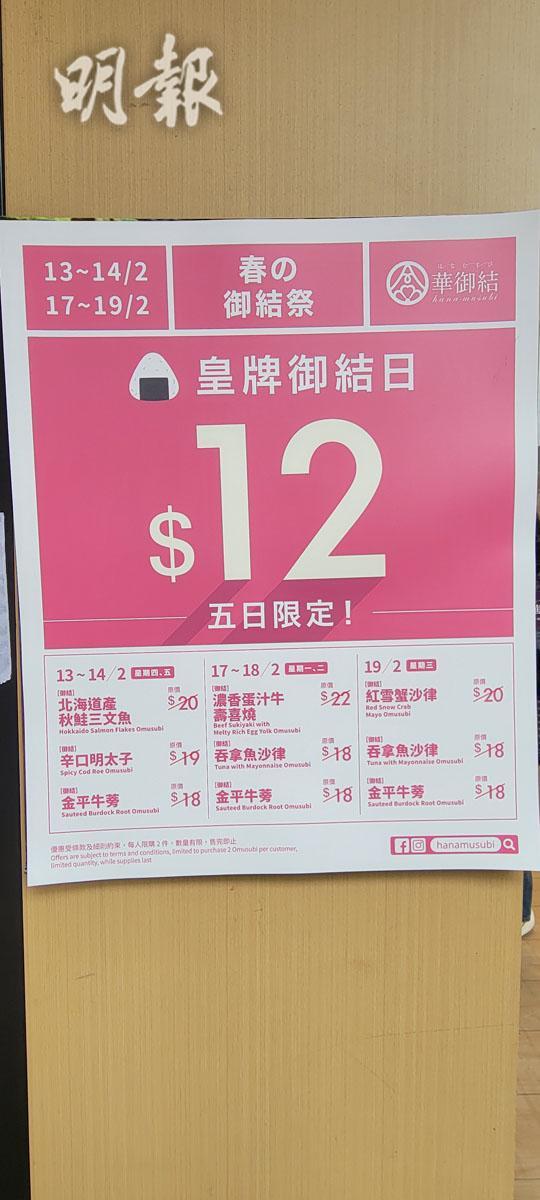 明報
13~14/2
17~19/2
春の
御結祭
はなむすび
華御結
hana-musubi
皇牌御結日
$12
五日限定！
13~14/2 星期四、五
[御結]
北海道產
秋鮭三文魚
Hokkaido Salmon Flakes Omusubi
原價
$20
[御結]
辛口明太子
Spicy Cod Roe Omusubi
原價
$19
[御結]
金平牛蒡
Sauteed Burdock Root Omusubi
原價
$18
17~18/2 星期一、二
[御結]
濃香蛋汁牛
壽喜燒
Beef Sukiyaki with
Melty Rich Egg Yolk Omusubi
原價
$22
[御結]
吞拿魚沙律
Tuna with Mayonnaise Omusubi
原價
$18
[御結]
金平牛蒡
Sauteed Burdock Root Omusubi
原價
$18
19/2 星期三
[御結]
紅雪蟹沙律
Red Snow Crab
Mayo Omusubi
原價
$20
[御結]
吞拿魚沙律
Tuna with Mayonnaise Omusubi
原價
$18
[御結]
金平牛蒡
Sauteed Burdock Root Omusubi
原價
$18
優惠受條款及細則約束，每人限購 2 件，數量有限，售完即止
Offers are subject to terms and conditions, limited to purchase 2 Omusubi per customer,
limited quantity, while supplies last
hanamusubi